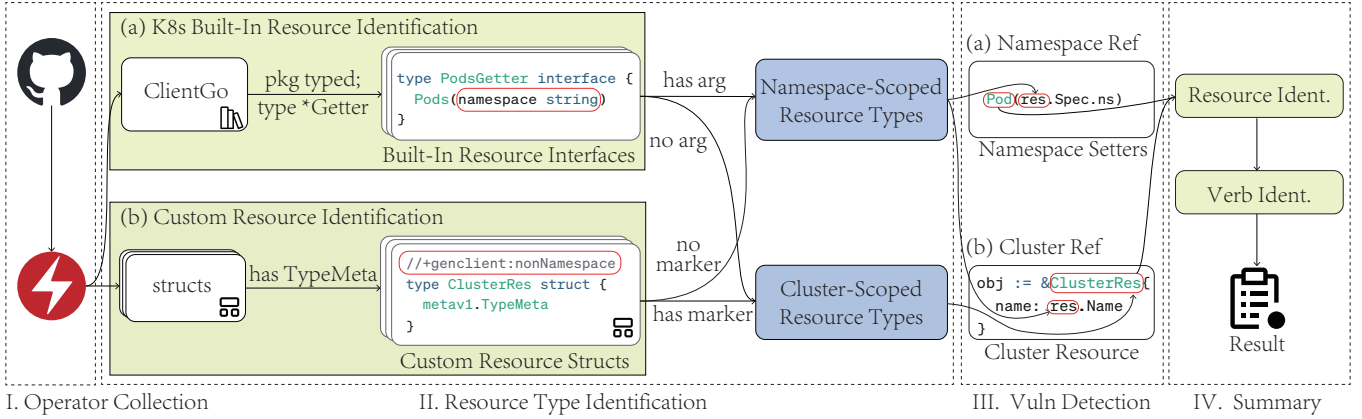 (a) K8s Built-In Resource Identification
ClientGo
pkg typed;
type *Getter
type PodsGetter interface {
Pods(namespace string)
}
Built-In Resource Interfaces
(b) Custom Resource Identification
structs
has TypeMeta
//+genclient:nonNamespace
type ClusterRes struct {
metav1.TypeMeta
}
Custom Resource Structs
has arg
no arg
no
marker
has marker
Namespace-Scoped
Resource Types
Cluster-Scoped
Resource Types
(a) Namespace Ref
Pod(res.Spec.ns)
Namespace Setters
(b) Cluster Ref
obj := &ClusterRes{
name: res.Name
}
Cluster Resource
Resource Ident.
Verb Ident.
Result
I. Operator Collection
II. Resource Type Identification
III. Vuln Detection
IV. Summary